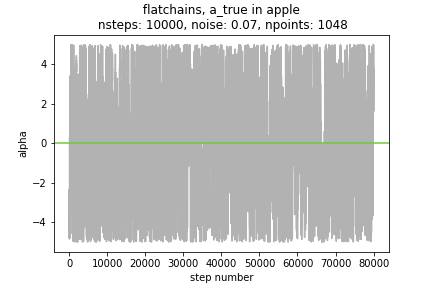 flatchains, a_true in apple
nsteps: 10000, noise: 0.07, npoints: 1048
alpha
4
2
0
−2
−4
0 10000 20000 30000 40000 50000 60000 70000 80000
step number